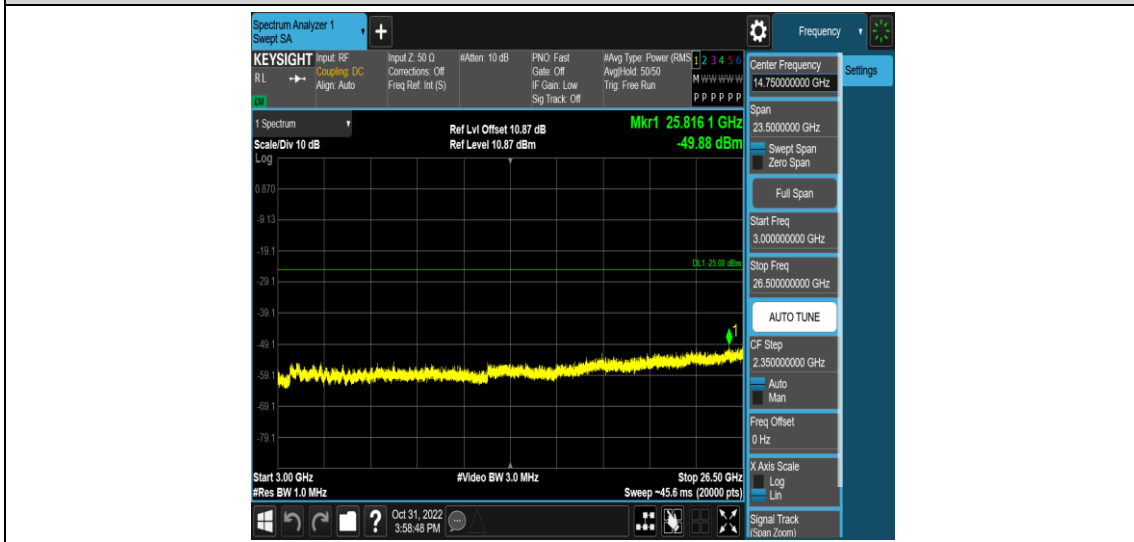 Spectrum Analyzer 1
Swept SA
+
Frequency
KEYSIGHT
RL
Input: RF
Coupling: DC
Align: Auto
Input Z: 50 Ω
Corrections: Off
Freq Ref: Int (S)
#Atten: 10 dB
PNO: Fast
Gate: Off
IF Gain: Low
Sig Track: Off
#Avg Type: Power (RMS
Avg|Hold: 50/50
Trig: Free Run
1 2 3 4 5 6
M W W W W W
P P P P P P
1 Spectrum
Scale/Div 10 dB
Ref Lvl Offset 10.87 dB
Ref Level 10.87 dBm
Mkr1 25.816 1 GHz
-49.88 dBm
Log
0.870
-9.13
-19.1
DL1 -25.00 dBm
-29.1
-39.1
1
-49.1
-59.1
-69.1
-79.1
Start 3.00 GHz
#Video BW 3.0 MHz
Stop 26.50 GHz
#Res BW 1.0 MHz
Sweep ~45.6 ms (20000 pts)
?
Oct 31, 2022
3:58:48 PM
Center Frequency
14.750000000 GHz
Settings
Span
23.5000000 GHz
Swept Span
Zero Span
Full Span
Start Freq
3.000000000 GHz
Stop Freq
26.500000000 GHz
AUTO TUNE
CF Step
2.350000000 GHz
Auto
Man
Freq Offset
0 Hz
X Axis Scale
Log
Lin
Signal Track
(Span Zoom)